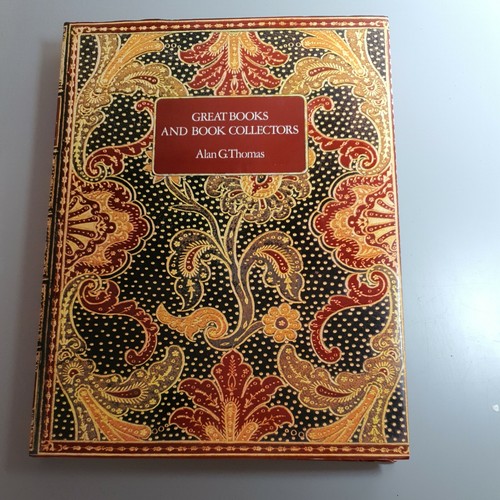 GREAT BOOKS
AND BOOK COLLECTORS
Alan G. Thomas